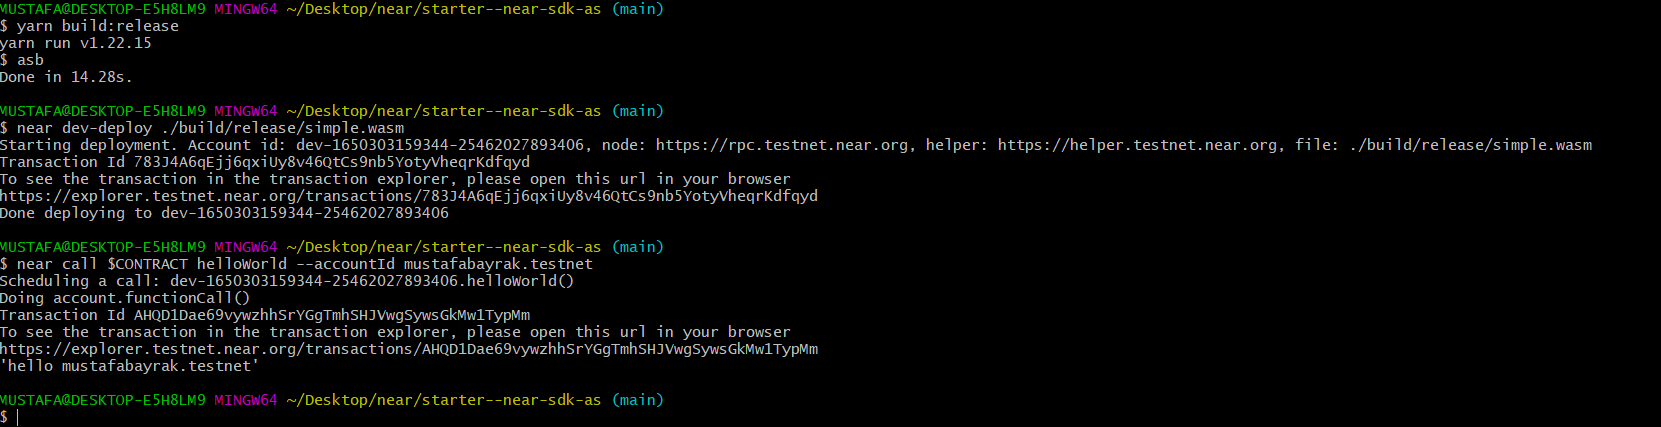 MUSTAFA@DESKTOP-E5H8LM9 MINGW64 ~/Desktop/near/starter--near-sdk-as (main)
$ yarn build:release
yarn run v1.22.15
$ asb
Done in 14.28s.
MUSTAFA@DESKTOP-E5H8LM9 MINGW64 ~/Desktop/near/starter--near-sdk-as (main)
$ near dev-deploy ./build/release/simple.wasm
Starting deployment. Account id: dev-1650303159344-25462027893406, node: https://rpc.testnet.near.org, helper: https://helper.testnet.near.org, file: ./build/release/simple.wasm
Transaction Id 783J4A6qEjj6qxiUy8v46QtCs9nb5YotyVheqrKdfqyd
To see the transaction in the transaction explorer, please open this url in your browser
https://explorer.testnet.near.org/transactions/783J4A6qEjj6qxiUy8v46QtCs9nb5YotyVheqrKdfqyd
Done deploying to dev-1650303159344-25462027893406
MUSTAFA@DESKTOP-E5H8LM9 MINGW64 ~/Desktop/near/starter--near-sdk-as (main)
$ near call $CONTRACT helloWorld --accountId mustafabayrak.testnet
Scheduling a call: dev-1650303159344-25462027893406.helloWorld()
Doing account.functionCall()
Transaction Id AHQD1Dae69vywzhhSrYGgTmhSHJVwgSywsGkMw1TypMm
To see the transaction in the transaction explorer, please open this url in your browser
https://explorer.testnet.near.org/transactions/AHQD1Dae69vywzhhSrYGgTmhSHJVwgSywsGkMw1TypMm
'hello mustafabayrak.testnet'
MUSTAFA@DESKTOP-E5H8LM9 MINGW64 ~/Desktop/near/starter--near-sdk-as (main)
$